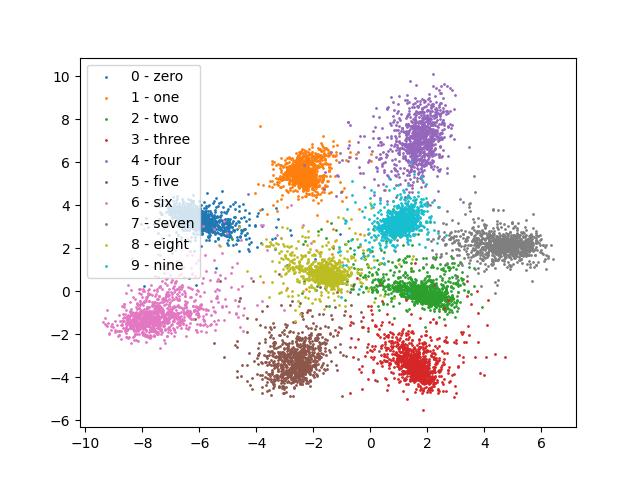 10
8
6
4
2
0
−2
−4
−6
−10
−8
−6
−4
−2
0
2
4
6
0 - zero
1 - one
2 - two
3 - three
4 - four
5 - five
6 - six
7 - seven
8 - eight
9 - nine